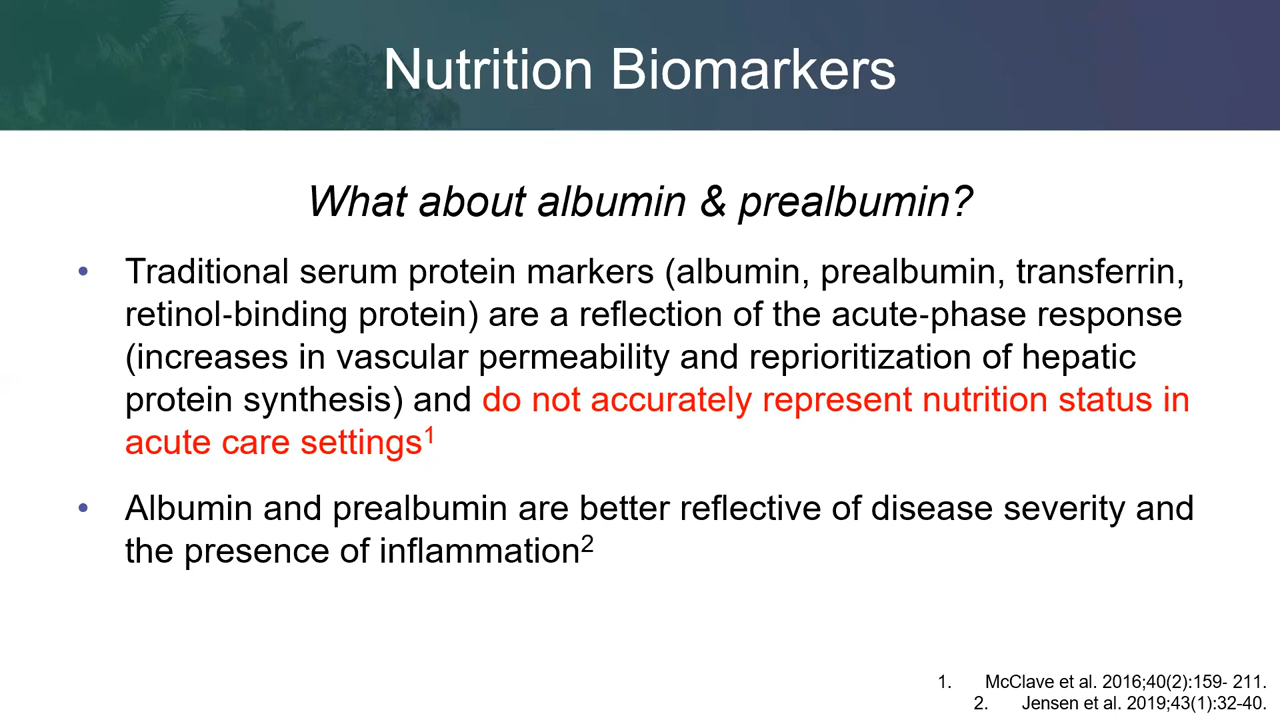 Nutrition Biomarkers
What about albumin & prealbumin?
• Traditional serum protein markers (albumin, prealbumin, transferrin,
retinol-binding protein) are a reflection of the acute-phase response
(increases in vascular permeability and reprioritization of hepatic
protein synthesis) and do not accurately represent nutrition status in
acute care settings¹
• Albumin and prealbumin are better reflective of disease severity and
the presence of inflammation²
1. McClave et al. 2016;40(2):159- 211.
2. Jensen et al. 2019;43(1):32-40.